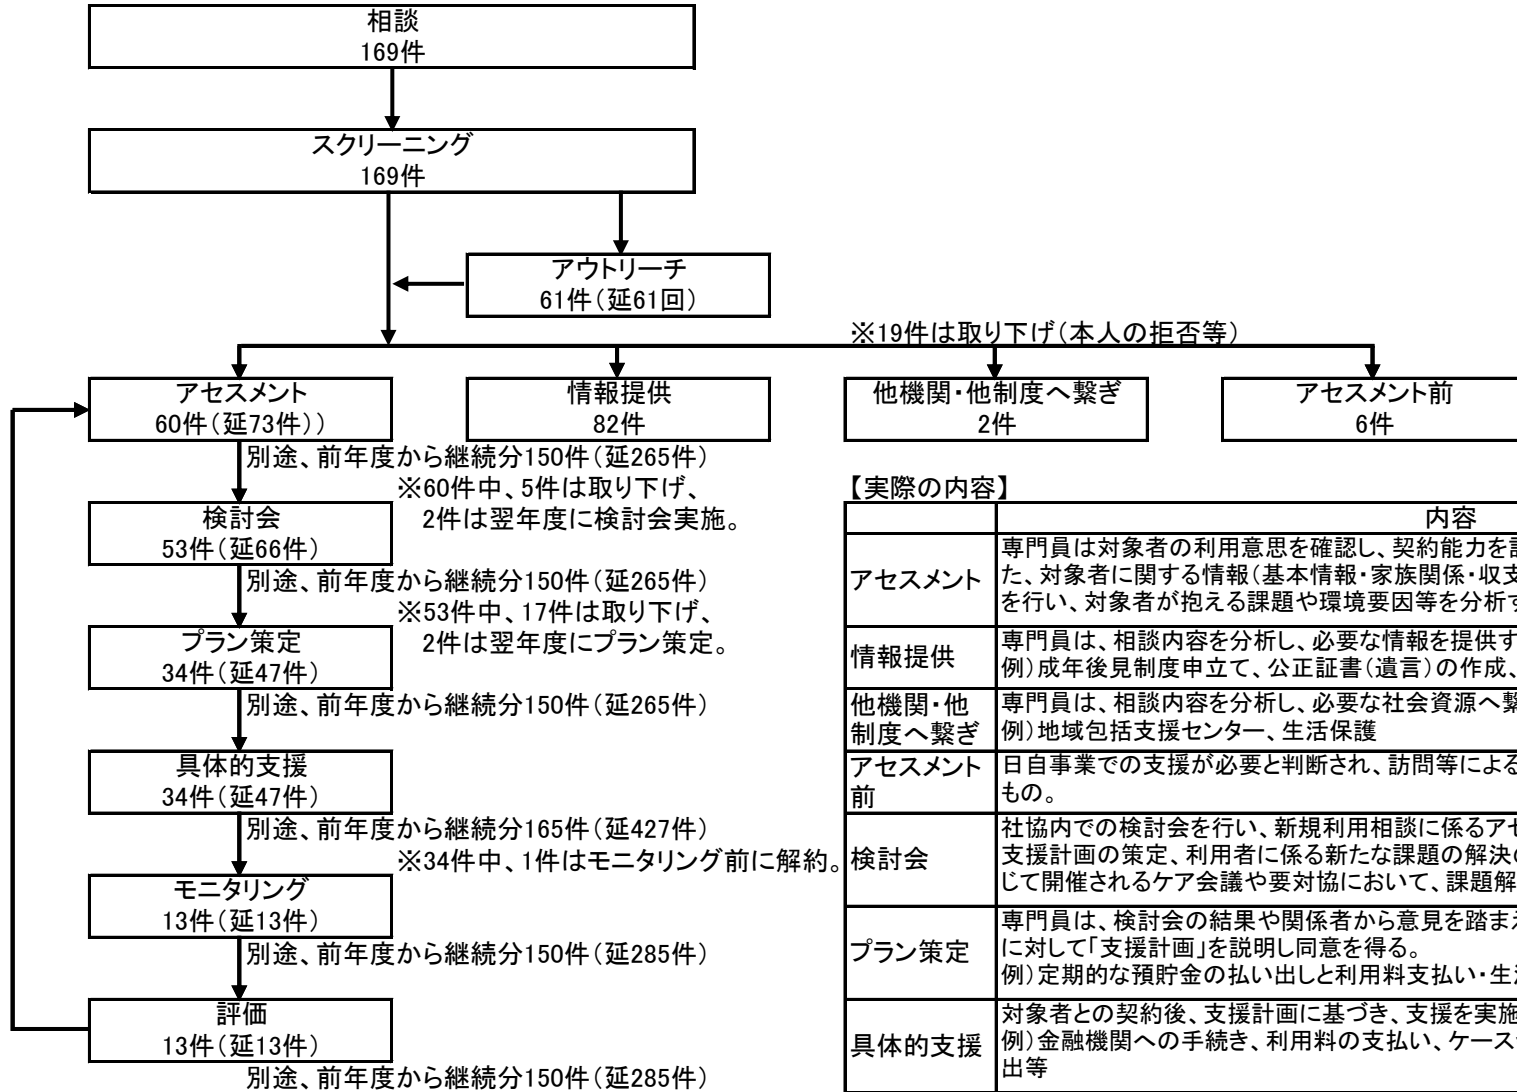 相談
169件
スクリーニング
169件
アウトリーチ
61件（延61回）
※19件は取り下げ（本人の拒否等）
アセスメント
60件（延73件））
情報提供
82件
他機関・他制度へ繋ぎ
2件
アセスメント前
6件
別途、前年度から継続分150件（延265件）
※60件中、5件は取り下げ、
2件は翌年度に検討会実施。
検討会
53件（延66件）
別途、前年度から継続分150件（延265件）
※53件中、17件は取り下げ、
2件は翌年度にプラン策定。
プラン策定
34件（延47件）
別途、前年度から継続分150件（延265件）
具体的支援
34件（延47件）
別途、前年度から継続分165件（延427件）
※34件中、1件はモニタリング前に解約。
モニタリング
13件（延13件）
別途、前年度から継続分150件（延285件）
評価
13件（延13件）
別途、前年度から継続分150件（延285件）
【実際の内容】
内容
アセスメント
専門員は対象者の利用意思を確認し、契約能力を
た、対象者に関する情報（基本情報・家族関係・収支
を行い、対象者が抱える課題や環境要因等を分析す
情報提供
専門員は、相談内容を分析し、必要な情報を提供す
例）成年後見制度申立て、公正証書（遺言）の作成、
他機関・他
制度へ繋ぎ
専門員は、相談内容を分析し、必要な社会資源へ繋
例）地域包括支援センター、生活保護
アセスメント
前
日自事業での支援が必要と判断され、訪問等による
もの。
検討会
社協内での検討会を行い、新規利用相談に係るアセ
支援計画の策定、利用者に係る新たな課題の解決の
じて開催されるケア会議や要対協において、課題解
プラン策定
専門員は、検討会の結果や関係者から意見を踏まえ
に対して「支援計画」を説明し同意を得る。
例）定期的な預貯金の払い出しと利用料支払い・生
具体的支援
対象者との契約後、支援計画に基づき、支援を実施
例）金融機関への手続き、利用料の支払い、ケース
出等